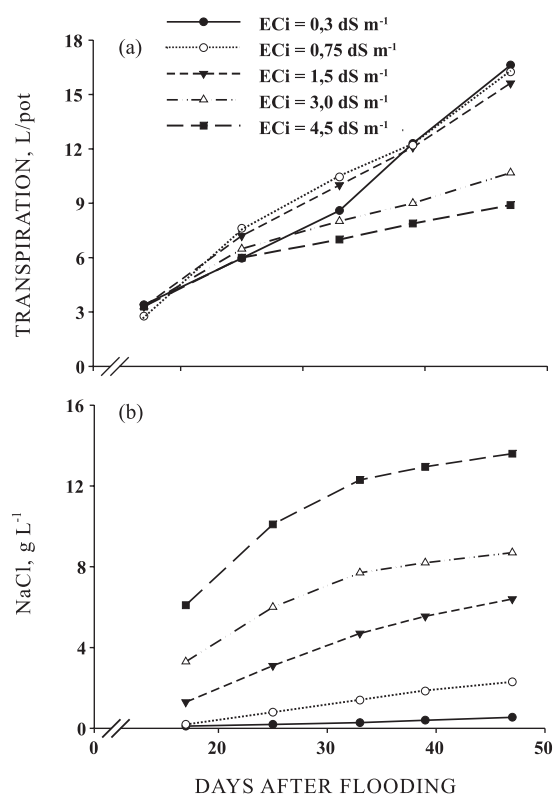 ECi = 0,3 dS m-1
ECi = 0,75 dS m-1
ECi = 1,5 dS m-1
ECi = 3,0 dS m-1
ECi = 4,5 dS m-1
(a)
TRANSPIRATION, L/pot
18
15
12
9
6
3
0
(b)
NaCl, g L-1
16
12
8
4
0
0 20 30 40 50
DAYS AFTER FLOODING